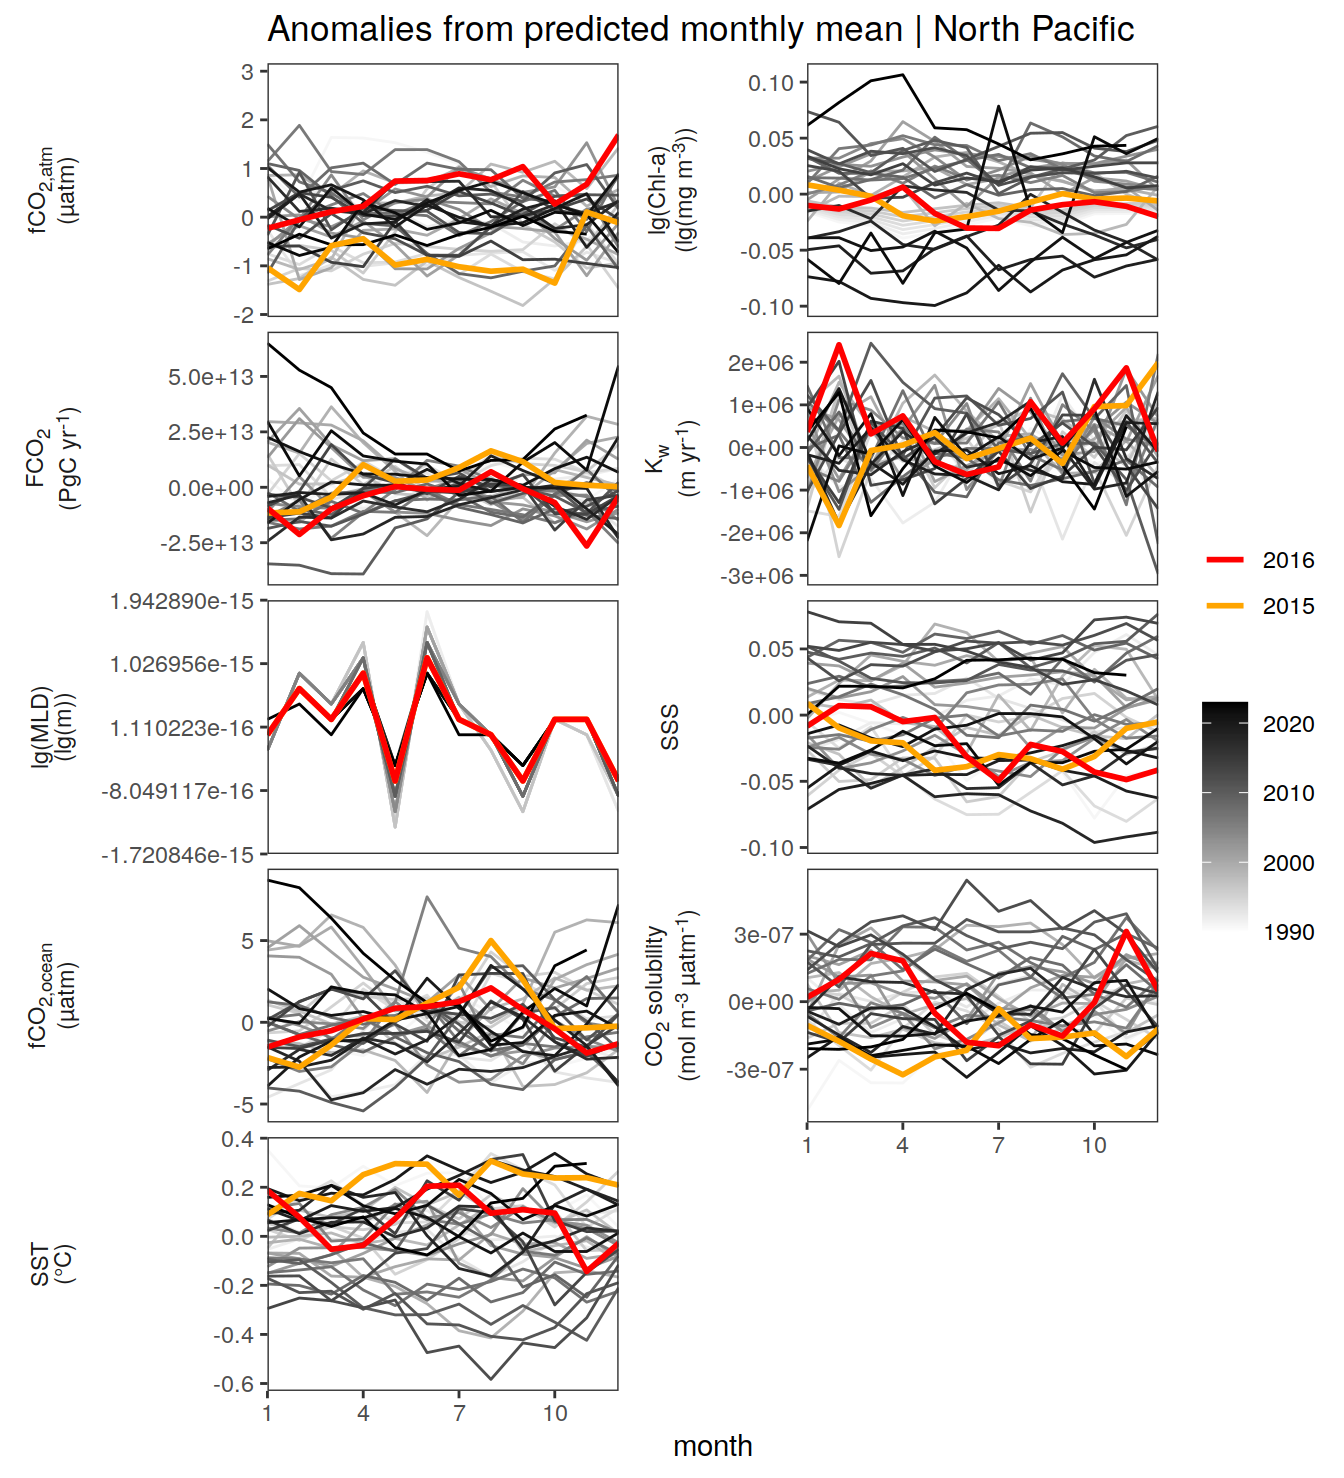 Anomalies from predicted monthly mean | North Pacific
fCO2,atm
(µatm)
3
2
1
0
-1
-2
lg(Chl-a)
(lg(mg m-3))
0.10
0.05
0.00
-0.05
-0.10
FCO2
(PgC yr-1)
5.0e+13
2.5e+13
0.0e+00
-2.5e+13
Kw
(m yr-1)
2e+06
1e+06
0e+00
-1e+06
-2e+06
-3e+06
lg(MLD)
(lg(m))
1.942890e-15
1.026956e-15
1.110223e-16
-8.049117e-16
-1.720846e-15
SSS
0.05
0.00
-0.05
-0.10
fCO2,ocean
(µatm)
5
0
-5
CO2 solubility
(mol m-3 µatm-1)
3e-07
0e+00
-3e-07
1 4 7 10
SST
(°C)
0.4
0.2
0.0
-0.2
-0.4
-0.6
1 4 7 10
month
2016
2015
2020
2010
2000
1990